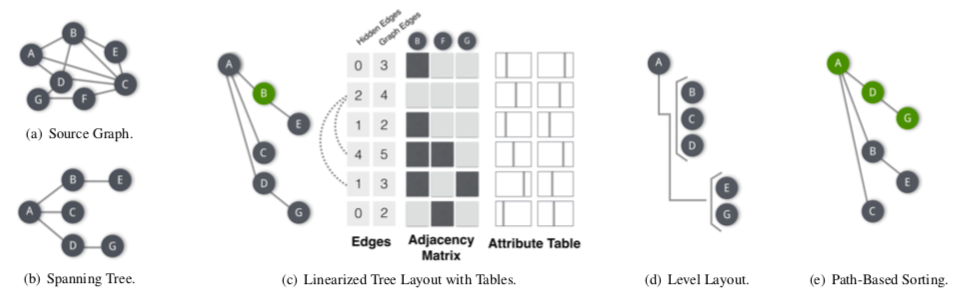 B
A
E
D
C
G
F
(a) Source Graph.
B
E
A
C
D
G
(b) Spanning Tree.
Hidden Edges
Graph Edges
B F G
A
0 3
B
2 4
E
1 2
C
4 5
D
1 3
G
0 2
Edges
Adjacency
Matrix
Attribute Table
(c) Linearized Tree Layout with Tables.
A
B
C
D
E
G
(d) Level Layout.
A
D
G
B
E
C
(e) Path-Based Sorting.